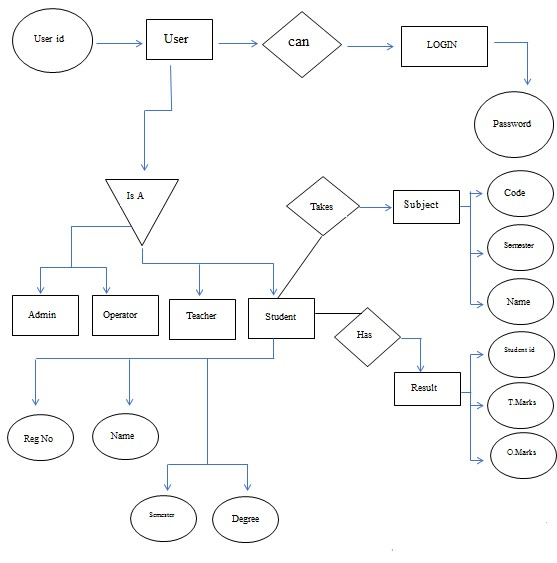 User id
User
can
LOGIN
Password
Is A
Takes
Subject
Code
Semester
Name
Admin
Operator
Teacher
Student
Has
Result
Student id
T.Marks
O.Marks
Reg No
Name
Semester
Degree